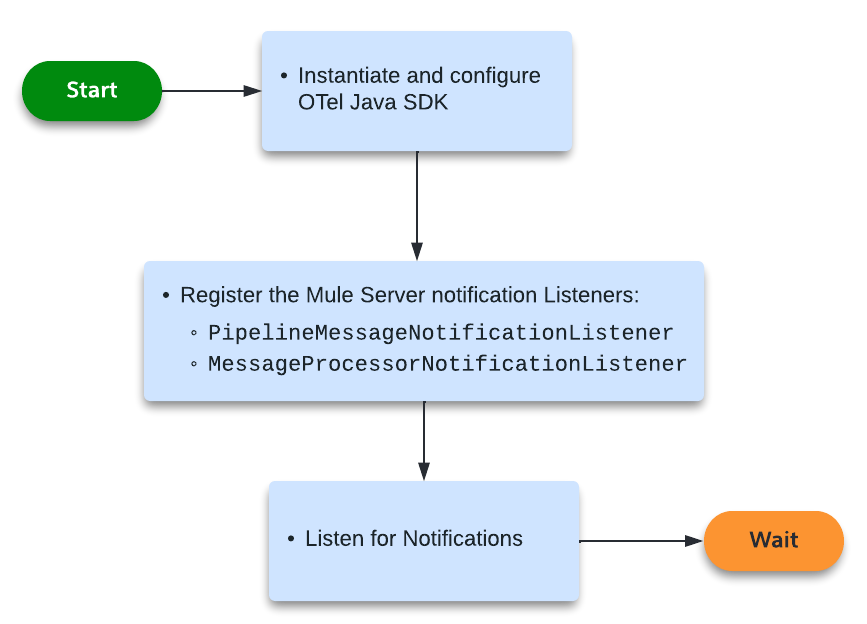 Start
• Instantiate and configure
OTel Java SDK
• Register the Mule Server notification Listeners:
◦ PipelineMessageNotificationListener
◦ MessageProcessorNotificationListener
• Listen for Notifications
Wait